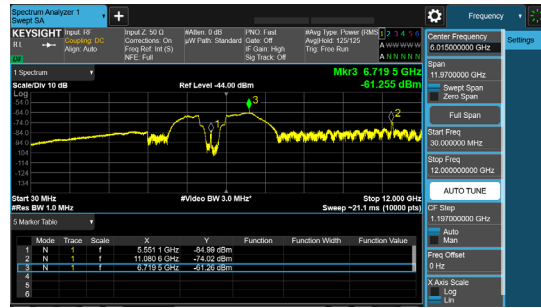 Spectrum Analyzer 1
Swept SA
+
Frequency
KEYSIGHT
RL
Input: RF
Coupling: DC
Align: Auto
Input Z: 50 Ω
Corrections: On
Freq Ref: Int (S)
NFE: Full
#Atten: 0 dB
µW Path: Standard
PNO: Fast
Gate: Off
IF Gain: High
Sig Track: Off
#Avg Type: Power (RMS
Avg|Hold: 125/125
Trig: Free Run
1 2 3 4 5 6
A W W W W W
A N N N N N
Center Frequency
6.015000000 GHz
Settings
1 Spectrum
Scale/Div 10 dB
Ref Level -44.00 dBm
Mkr3 6.719 5 GHz
-61.255 dBm
Span
11.9700000 GHz
Swept Span
Zero Span
Log
-54.0
-64.0
-74.0
-84.0
-94.0
-104
-114
-124
-134
1
2
3
Full Span
Start Freq
30.000000 MHz
Stop Freq
12.000000000 GHz
AUTO TUNE
Start 30 MHz
#Res BW 1.0 MHz
#Video BW 3.0 MHz*
Stop 12.000 GHz
Sweep ~21.1 ms (10000 pts)
CF Step
1.197000000 GHz
Auto
Man
5 Marker Table
Mode Trace Scale X Y Function Function Width Function Value
1 N 1 f 5.551 1 GHz -84.99 dBm
2 N 1 f 11.080 6 GHz -74.02 dBm
3 N 1 f 6.719 5 GHz -61.26 dBm
4
5
6
Freq Offset
0 Hz
X Axis Scale
Log
Lin